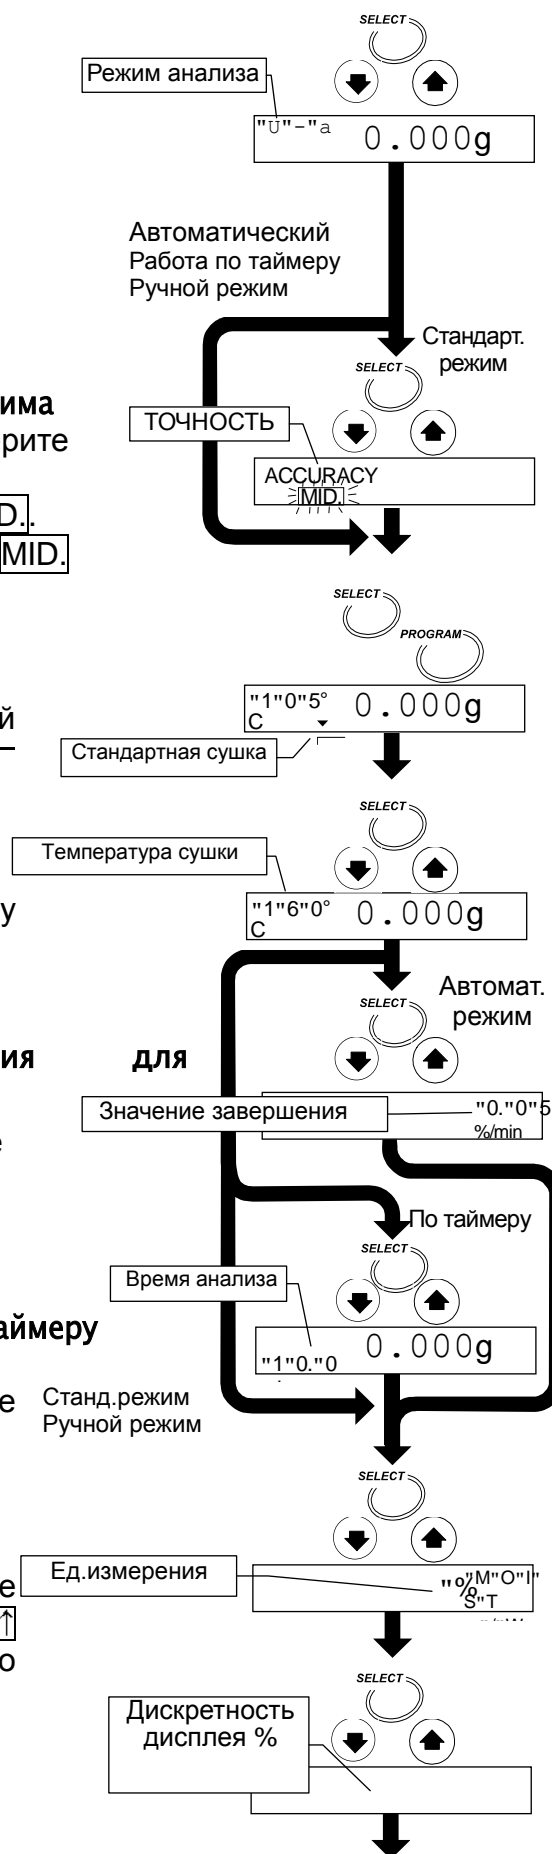 SELECT
Режим анализа
"U"-"a 0.000g
Автоматический
Работа по таймеру
Ручной режим
Стандарт.
режим
SELECT
има
рите
ТОЧНОСТЬ
ACCURACY
MID.
D..
MID.
SELECT
PROGRAM
й
"1"0"5°
C
0.000g
Стандартная сушка
SELECT
Температура сушки
у
"1"6"0°
C
0.000g
Автомат.
режим
SELECT
ия для
Значение завершения
"0."0"5
%/min
е
По таймеру
SELECT
Время анализа
аймеру
0.000g
"1"0."0
е
Станд.режим
Ручной режим
SELECT
Ед.измерения
е
"%"M"O"I"
S"T
↑
о
SELECT
Дискретность
дисплея %